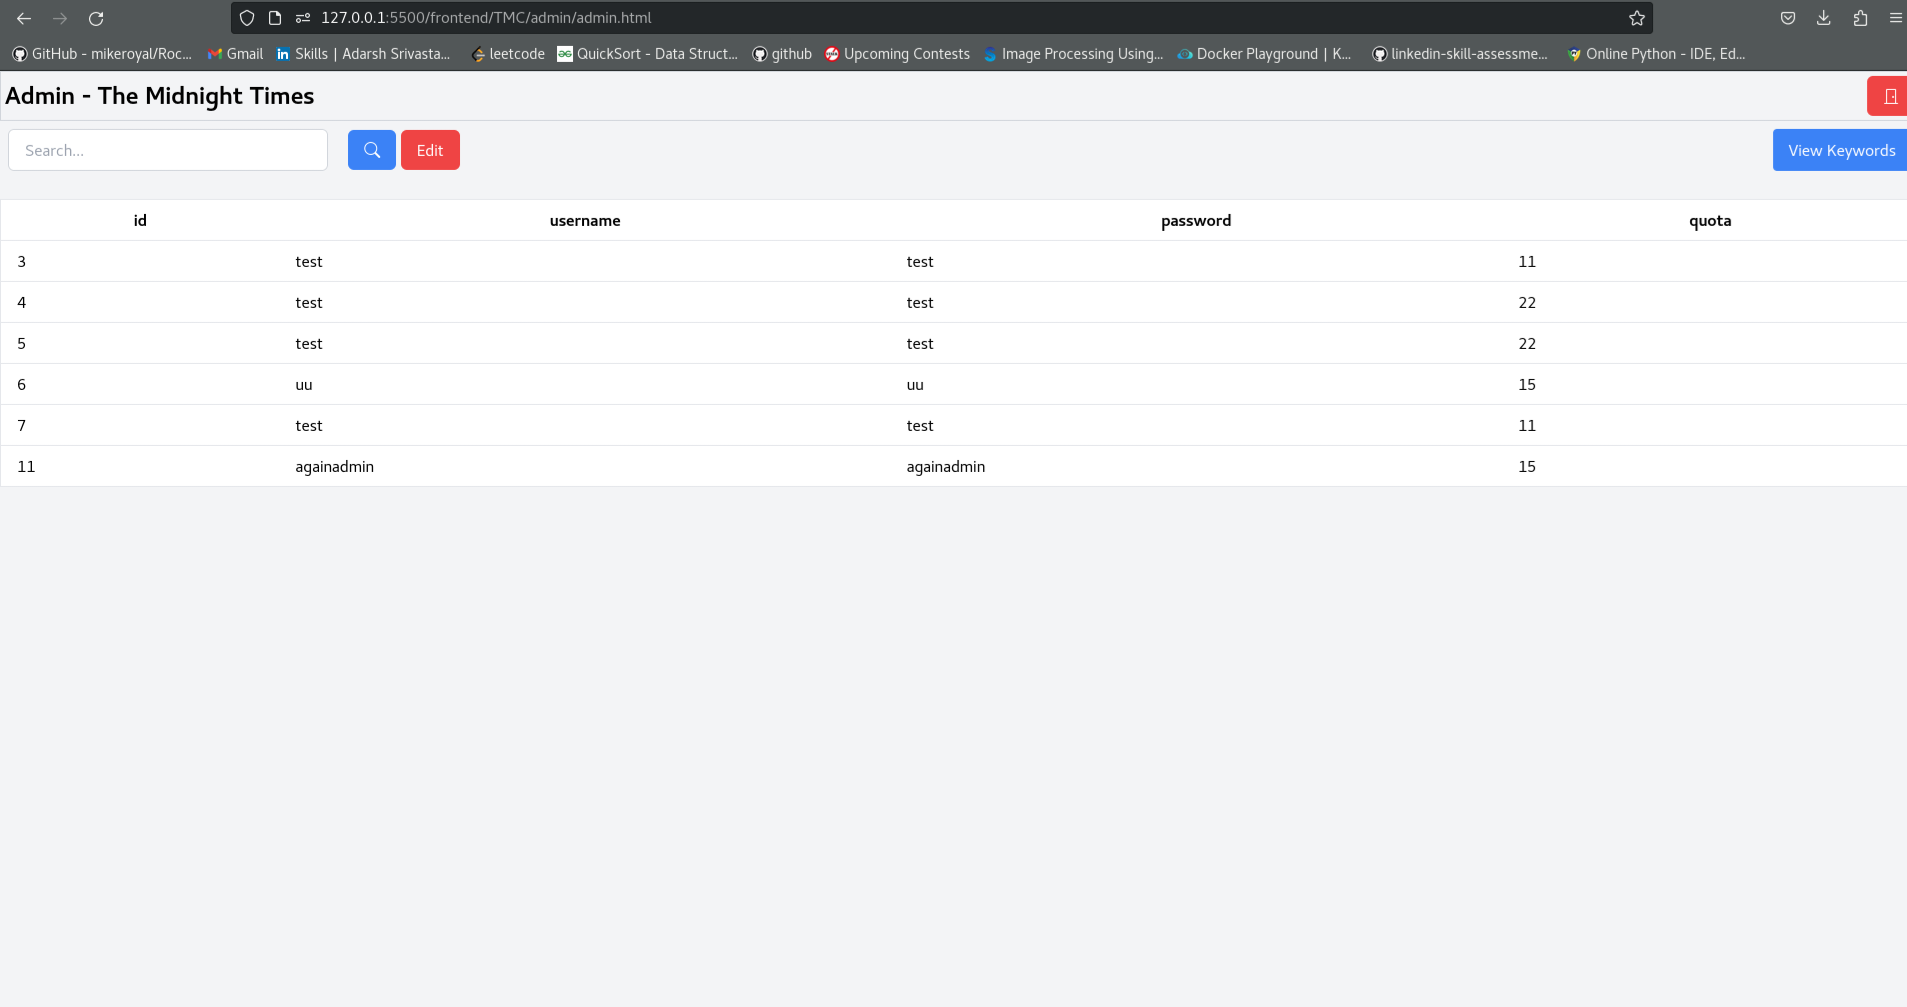 127.0.0.1:5500/frontend/TMC/admin/admin.html
GitHub - mikeroyal/Roc... Gmail Skills | Adarsh Srivasta... leetcode QuickSort - Data Struct... github Upcoming Contests Image Processing Using... Docker Playground | K... linkedin-skill-assessme... Online Python - IDE, Ed...
Admin - The Midnight Times
Search... Edit View Keywords
id username password quota
3 test test 11
4 test test 22
5 test test 22
6 uu uu 15
7 test test 11
11 againadmin againadmin 15